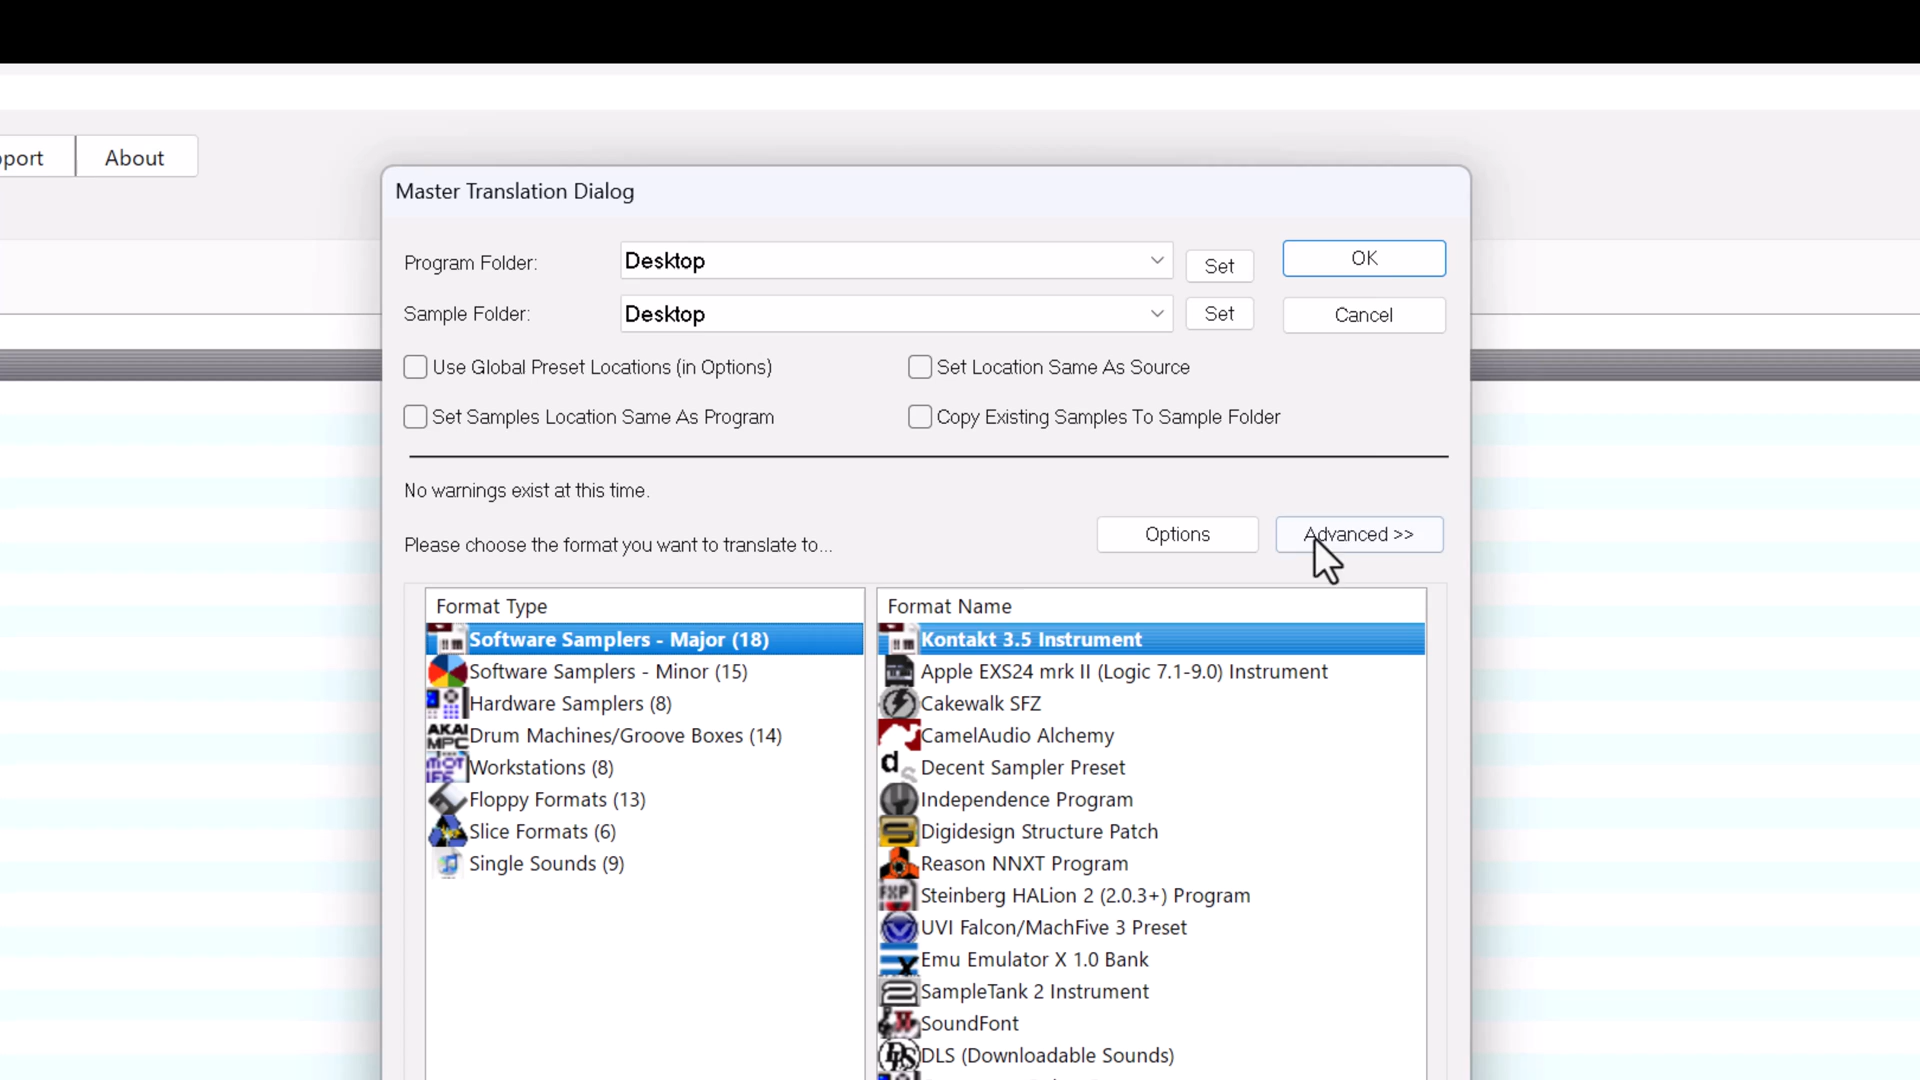 port
About
Master Translation Dialog
Program Folder:
Desktop
Set
OK
Sample Folder:
Desktop
Set
Cancel
Use Global Preset Locations (in Options)
Set Location Same As Source
Set Samples Location Same As Program
Copy Existing Samples To Sample Folder
No warnings exist at this time.
Please choose the format you want to translate to...
Options
Advanced >>
Format Type
Software Samplers - Major (18)
Software Samplers - Minor (15)
Hardware Samplers (8)
AKAI
MPC
Drum Machines/Groove Boxes (14)
Workstations (8)
Floppy Formats (13)
Slice Formats (6)
Single Sounds (9)
Format Name
Kontakt 3.5 Instrument
Apple EXS24 mrk II (Logic 7.1-9.0) Instrument
Cakewalk SFZ
CamelAudio Alchemy
ds
Decent Sampler Preset
Independence Program
Digidesign Structure Patch
Reason NNXT Program
FXP
Steinberg HALion 2 (2.0.3+) Program
UVI Falcon/MachFive 3 Preset
Emu Emulator X 1.0 Bank
SampleTank 2 Instrument
SoundFont
DLS
DLS (Downloadable Sounds)